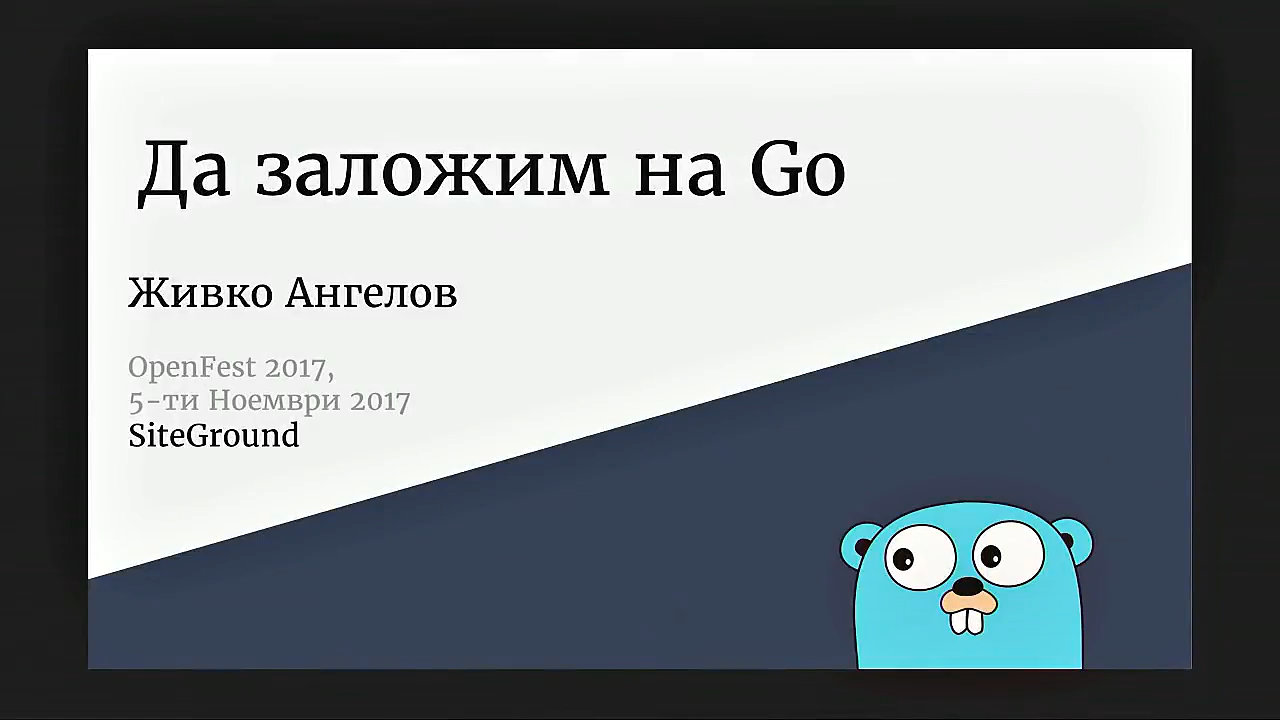 Да заложим на Go
Живко Ангелов
OpenFest 2017,
5-ти Ноември 2017
SiteGround